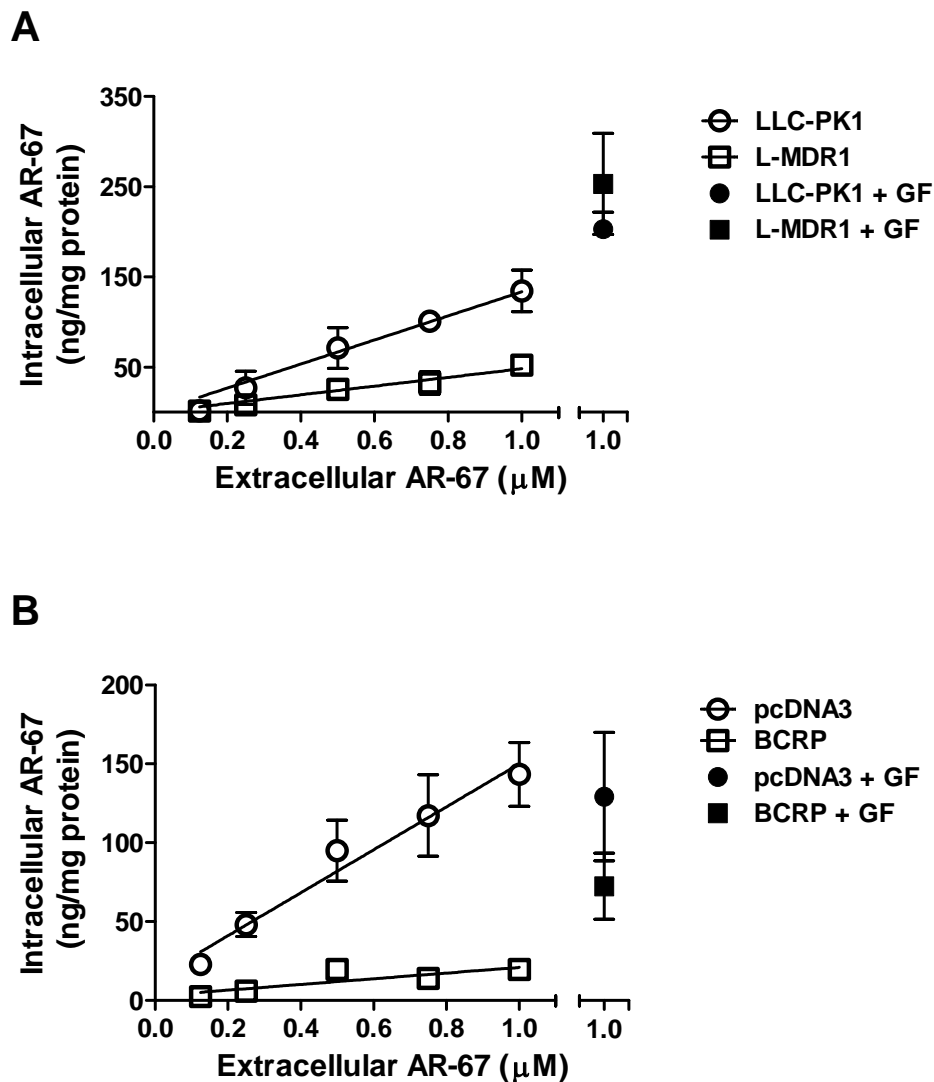 A
Intracellular AR-67
(ng/mg protein)
350
250
150
50
0.0 0.2 0.4 0.6 0.8 1.0 1.0
Extracellular AR-67 (μM)
LLC-PK1
L-MDR1
LLC-PK1 + GF
L-MDR1 + GF
B
Intracellular AR-67
(ng/mg protein)
200
150
100
50
0
0.0 0.2 0.4 0.6 0.8 1.0 1.0
Extracellular AR-67 (μM)
pcDNA3
BCRP
pcDNA3 + GF
BCRP + GF